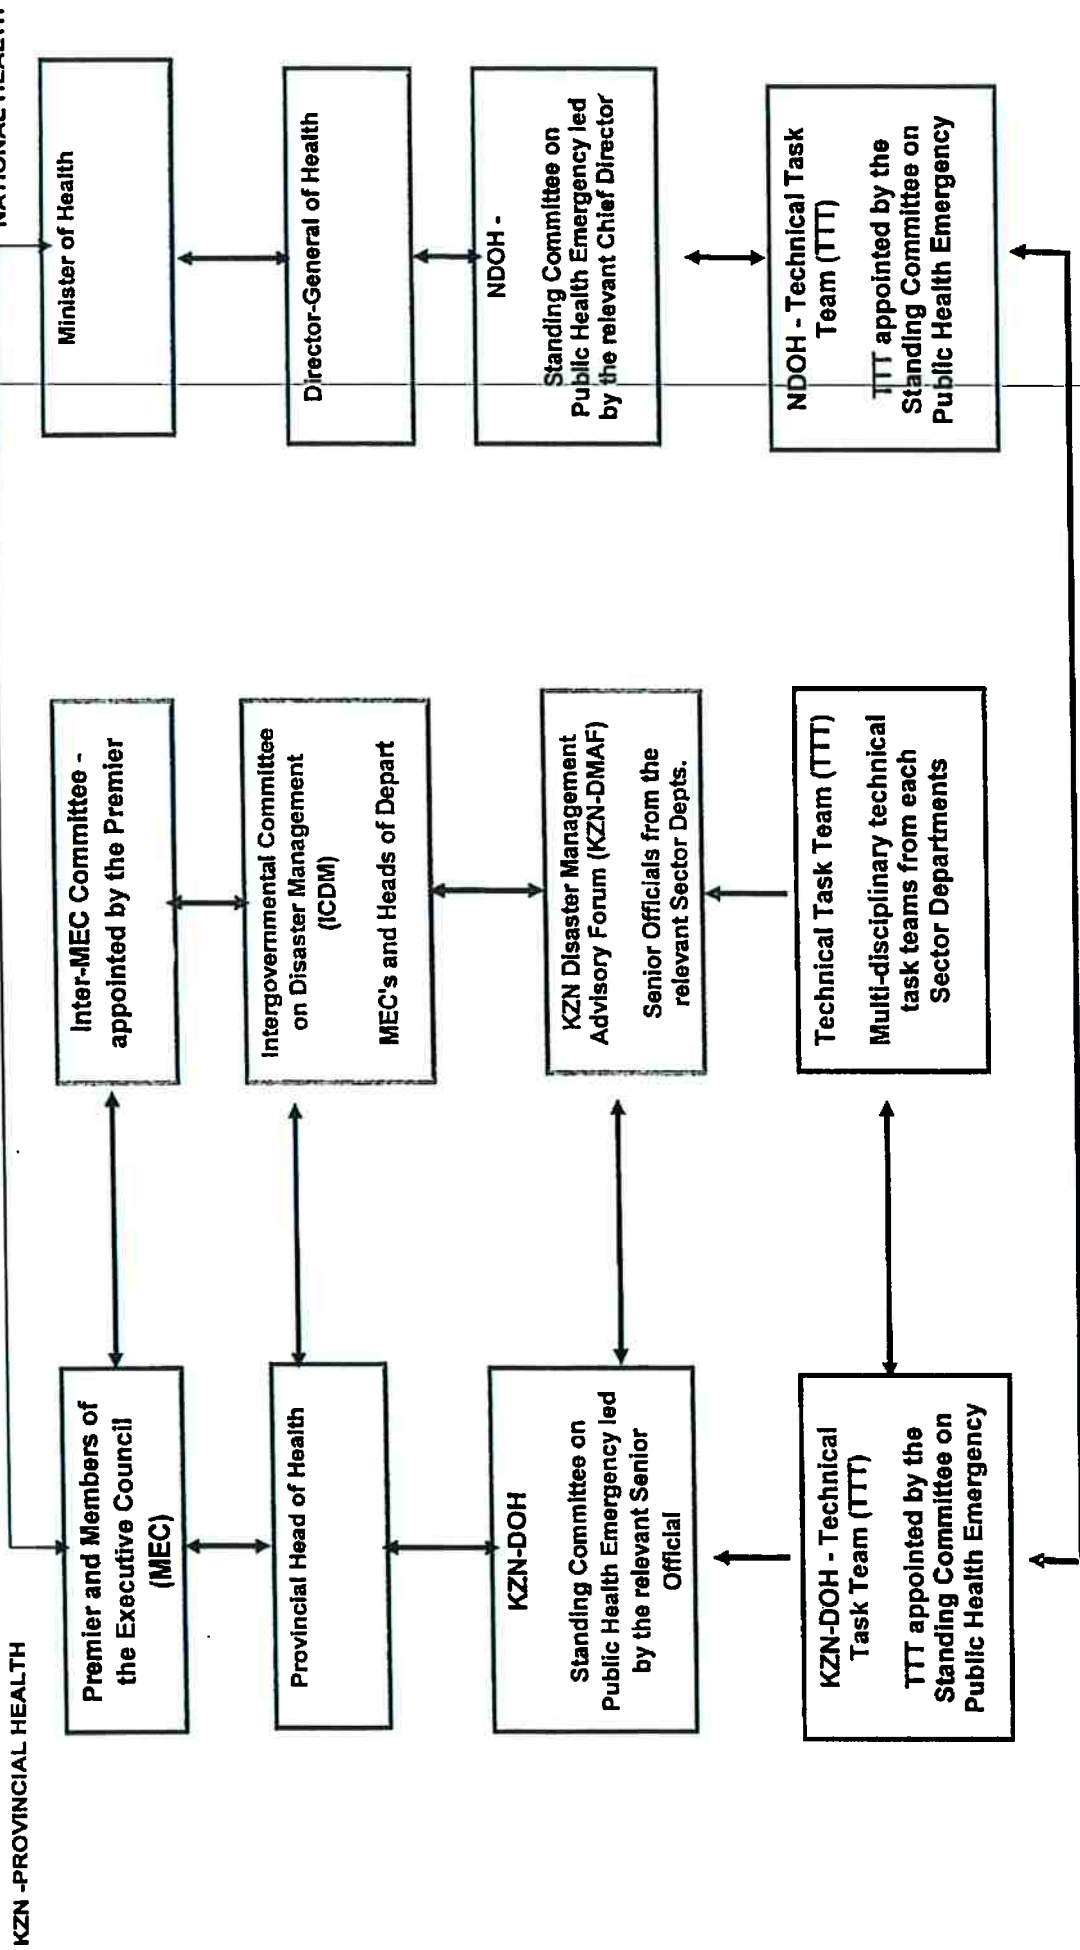 KZN -PROVINCIAL HEALTH
Premier and Members of
the Executive Council
(MEC)
Provincial Head of Health
KZN-DOH
Standing Committee on
Public Health Emergency led
by the relevant Senior
Official
KZN-DOH - Technical
Task Team (TTT)
TTT appointed by the
Standing Committee on
Public Health Emergency
Inter-MEC Committee -
appointed by the Premier
Intergovernmental Committee
on Disaster Management
(ICDM)
MEC's and Heads of Depart
KZN Disaster Management
Advisory Forum (KZN-DMAF)
Senior Officials from the
relevant Sector Depts.
Technical Task Team (TTT)
Multi-disciplinary technical
task teams from each
Sector Departments
NATIONAL HEALTH
Minister of Health
Director-General of Health
NDOH -
Standing Committee on
Public Health Emergency led
by the relevant Chief Director
NDOH - Technical Task
Team (TTT)
TTT appointed by the
Standing Committee on
Public Health Emergency